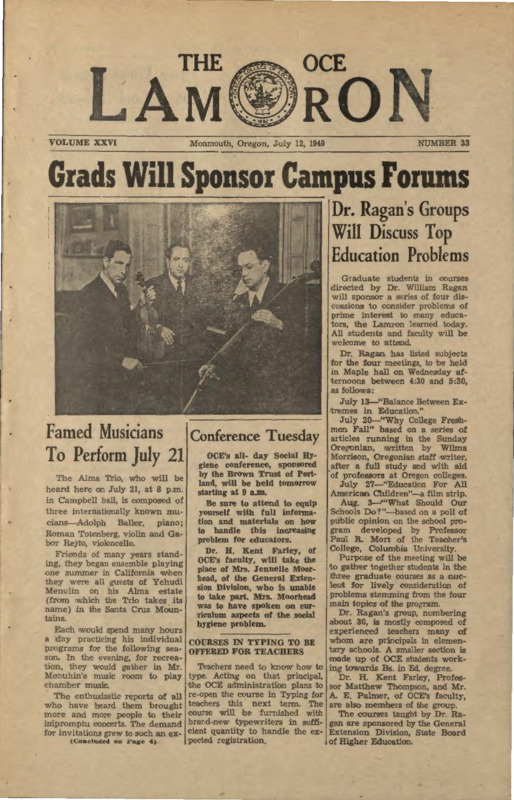 THE OCE
LAMRON
VOLUME XXVI Monmouth, Oregon, July 12, 1949 NUMBER 33
Grads Will Sponsor Campus Forums
Dr. Ragan's Groups
Will Discuss Top
Education Problems
Graduate students in courses
directed by Dr. William Ragan
will sponsor a series of four dis-
cussions to consider problems of
prime interest to many educa-
tors, the Lamron learned today.
All students and faculty will be
welcome to attend.
Dr. Ragan has listed subjects
for the four meetings, to be held
in Maple hall on Wednesday af-
ternoons between 4:30 and 5:30,
as follows:
July 13—"Balance Between Ex-
tremes in Education."
July 20—"Why College Fresh-
men Fail" based on a series of
articles running in the Sunday
Oregonian, written by Wilma
Morrison, Oregonian staff writer,
after a full study and with aid
of professors at Oregon colleges.
July 27—"Education For All
American Children"—a film strip.
Aug. 3—"What Should Our
Schools Do?"—based on a poll of
public opinion on the school pro-
gram developed by Professor
Paul R. Mort of the Teacher's
College, Columbia University.
Purpose of the meeting will be
to gather together students in the
three graduate courses as a nuc-
leus for lively consideration of
problems stemming from the four
main topics of the program.
Dr. Ragan's group, numbering
about 30, is mostly composed of
experienced teachers many of
whom are principals in elemen-
tary schools. A smaller section is
made up of OCE students work-
ing towards Bs. in Ed. degree.
Dr. H. Kent Farley, Profes-
sor Matthew Thompson, and Mr.
A. E. Palmer, of OCE's faculty,
are also members of the group.
The courses taught by Dr. Ra-
gan are sponsored by the General
Extension Division, State Board
of Higher Education.
Famed Musicians
To Perform July 21
The Alma Trio, who will be
heard here on July 21, at 8 p.m.
in Campbell hall, is composed of
three internationally known mu-
cians—Adolph Baller, piano;
Roman Totenberg, violin and Ga-
bor Rejto, violoncello.
Friends of many years stand-
ing, they began ensemble playing
one summer in California when
they were all guests of Yehudi
Menulin on his Alma estate
(from which the Trio takes its
name) in the Santa Cruz Moun-
tains.
Each would spend many hours
a day practicing his individual
programs for the following sea-
son. In the evening, for recrea-
tion, they would gather in Mr.
Menuhin's music room to play
chamber music.
The enthusiastic reports of all
who have heard them brought
more and more people to their
inipromptu concerts. The demand
for invitations grew to such an ex-
(Concluded on Page 4)
Conference Tuesday
OCE's all- day Social Hy-
giene conference, sponsored
by the Brown Trust of Port-
land, will be held tomorrow
starting at 9 a.m.
Be sure to attend to equip
yourself with full informa-
tion and materials on how
to handle this increasing
problem for educators.
Dr. H. Kent Farley, of
OCE's faculty, will take the
place of Mrs. Jennelle Moor-
head, of the General Exten-
sion Division, who is unable
to take part. Mrs. Moorhead
was to have spoken on cur-
riculum aspects of the social
hygiene problem.
COURSES IN TYPING TO BE
OFFERED FOR TEACHERS
Teachers need to know how to
type. Acting on that principal,
the OCE administration plans to
re-open the course in Typing for
teachers this next term. The
course will be furnished with
brand-new typewriters in suffi-
cient quantity to handle the ex-
pected registration.